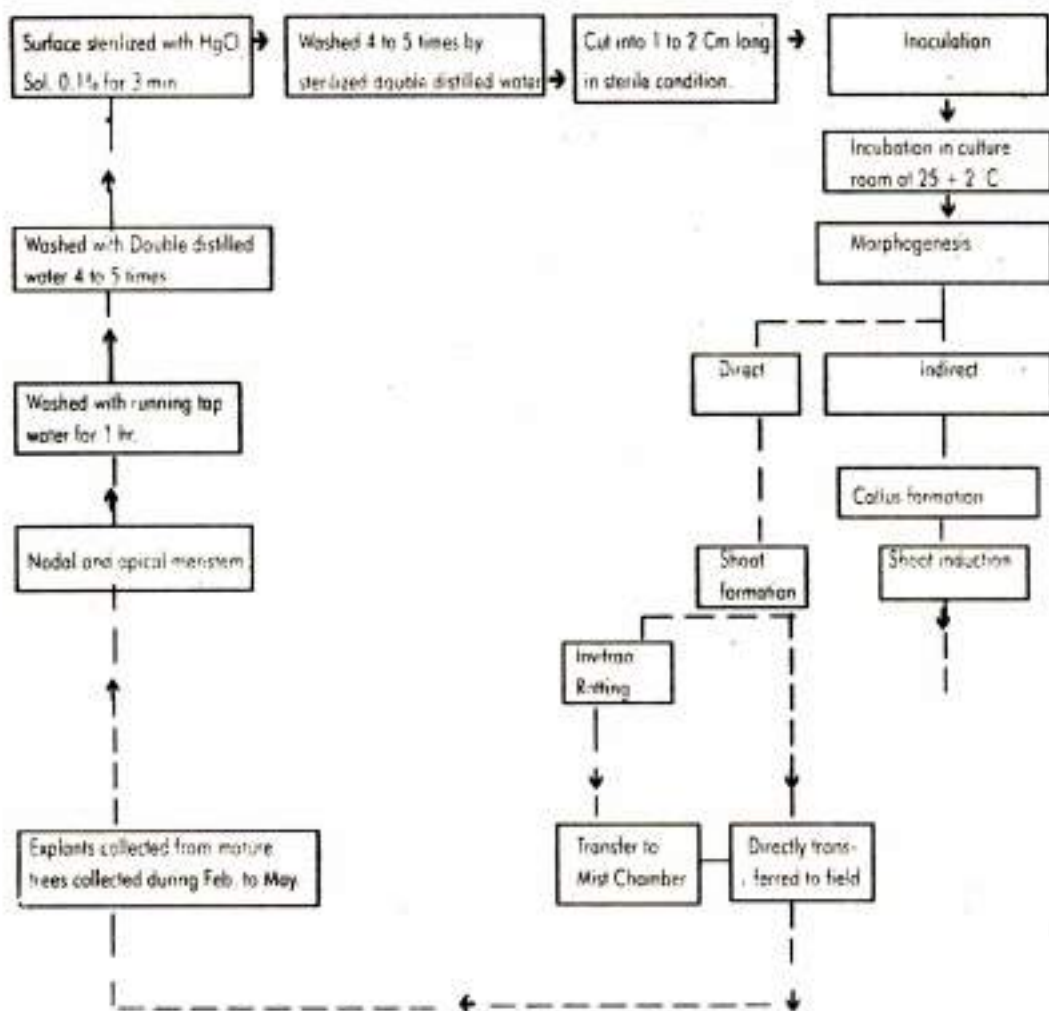 Surface sterilized with HgCl
Sol. 0.1% for 3 min
Washed 4 to 5 times by
sterilized double distilled water
Cut into 1 to 2 Cm long
in sterile condition.
Inoculation
Incubation in culture
room at 25 + 2 C
Morphogenesis
Washed with Double distilled
water 4 to 5 times
Direct
indirect
Washed with running tap
water for 1 hr.
Callus formation
Nodal and apical meristem
Shoot
formation
Shoot induction
Invitrao
Rotting
Explants collected from mature
trees collected during Feb. to May.
Transfer to
Mist Chamber
Directly trans-
ferred to field